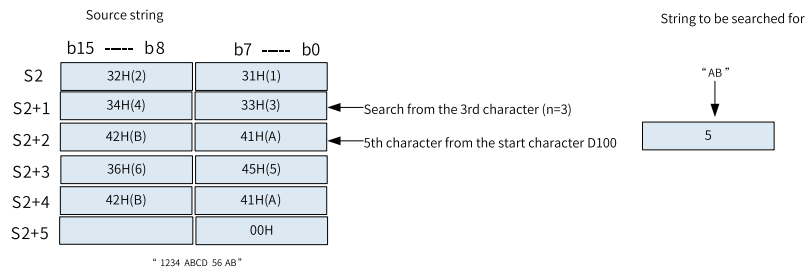 Source string
String to be searched for
b15 ----- b8 b7 ----- b0
S2 32H(2) 31H(1)
“AB”
S2+1 34H(4) 33H(3) Search from the 3rd character (n=3)
S2+2 42H(B) 41H(A) 5th character from the start character D100
5
S2+3 36H(6) 45H(5)
S2+4 42H(B) 41H(A)
S2+5 00H
“ 1234 ABCD 56 AB”